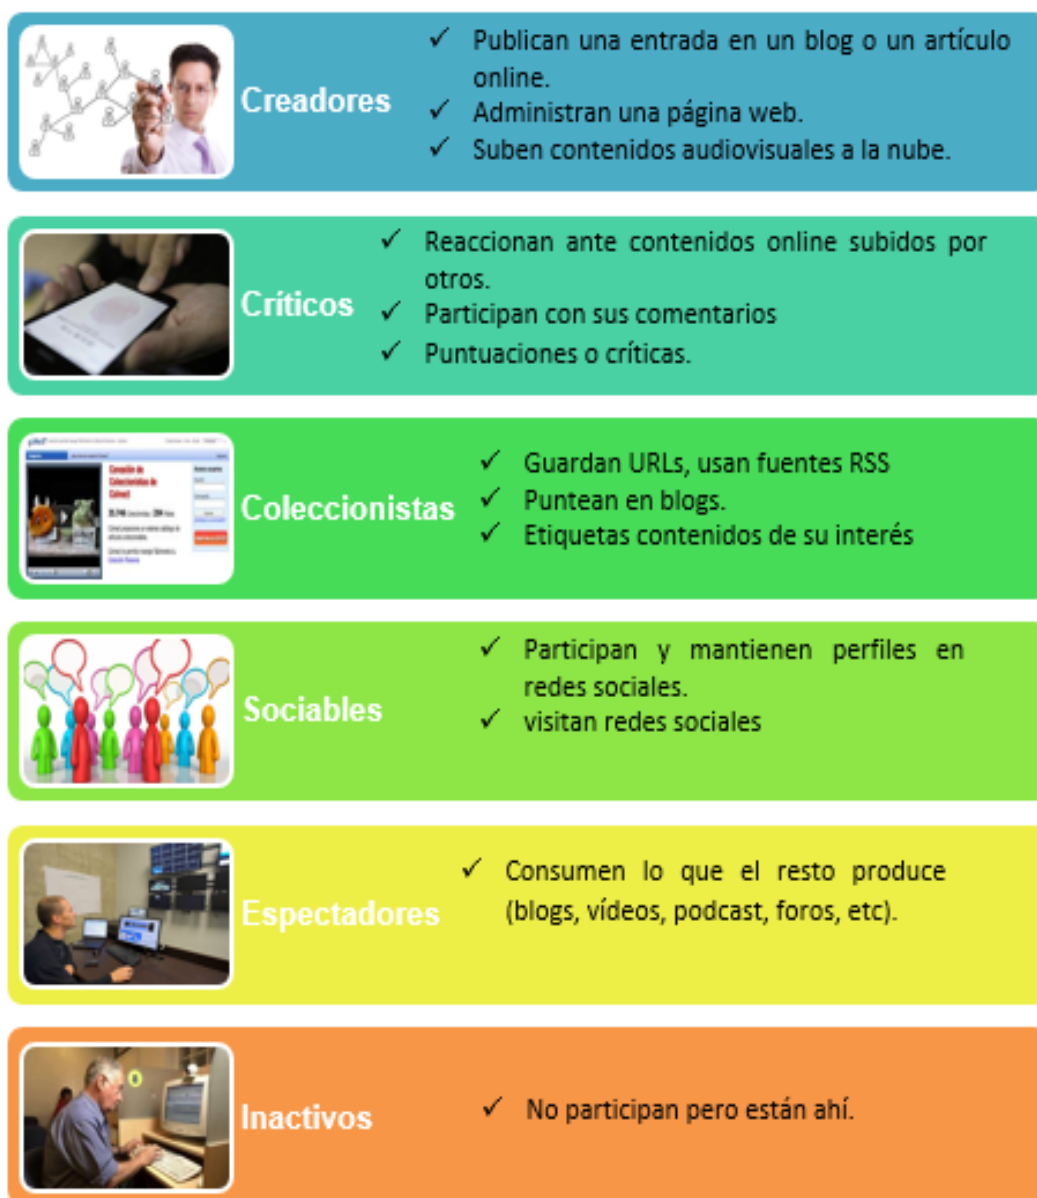 Creadores
✓ Publican una entrada en un blog o un artículo
online.
✓ Administran una página web.
✓ Suben contenidos audiovisuales a la nube.
Críticos
✓ Reaccionan ante contenidos online subidos por
otros.
✓ Participan con sus comentarios
✓ Puntuaciones o críticas.
Coleccionistas
✓ Guardan URLs, usan fuentes RSS
✓ Puntean en blogs.
✓ Etiquetas contenidos de su interés
Sociables
✓ Participan y mantienen perfiles en
redes sociales.
✓ visitan redes sociales
Espectadores
✓ Consumen lo que el resto produce
(blogs, vídeos, podcast, foros, etc).
Inactivos
✓ No participan pero están ahí.